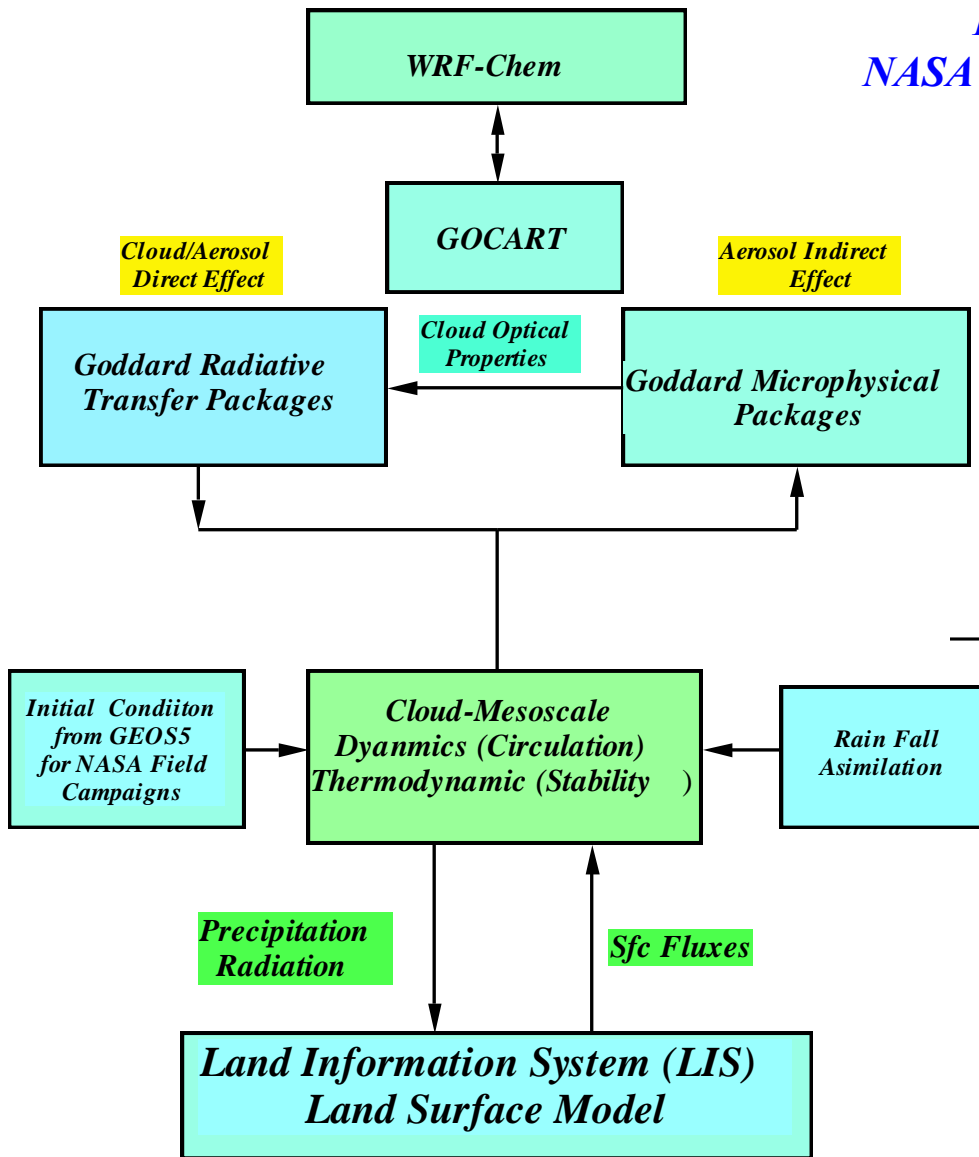 NASA
WRF-Chem
GOCART
Cloud/Aerosol
Direct Effect
Aerosol Indirect
Effect
Cloud Optical
Properties
Goddard Radiative
Transfer Packages
Goddard Microphysical
Packages
Initial Condiiton
from GEOS5
for NASA Field
Campaigns
Cloud-Mesoscale
Dyanmics (Circulation)
Thermodynamic (Stability )
Rain Fall
Asimilation
Precipitation
Radiation
Sfc Fluxes
Land Information System (LIS)
Land Surface Model